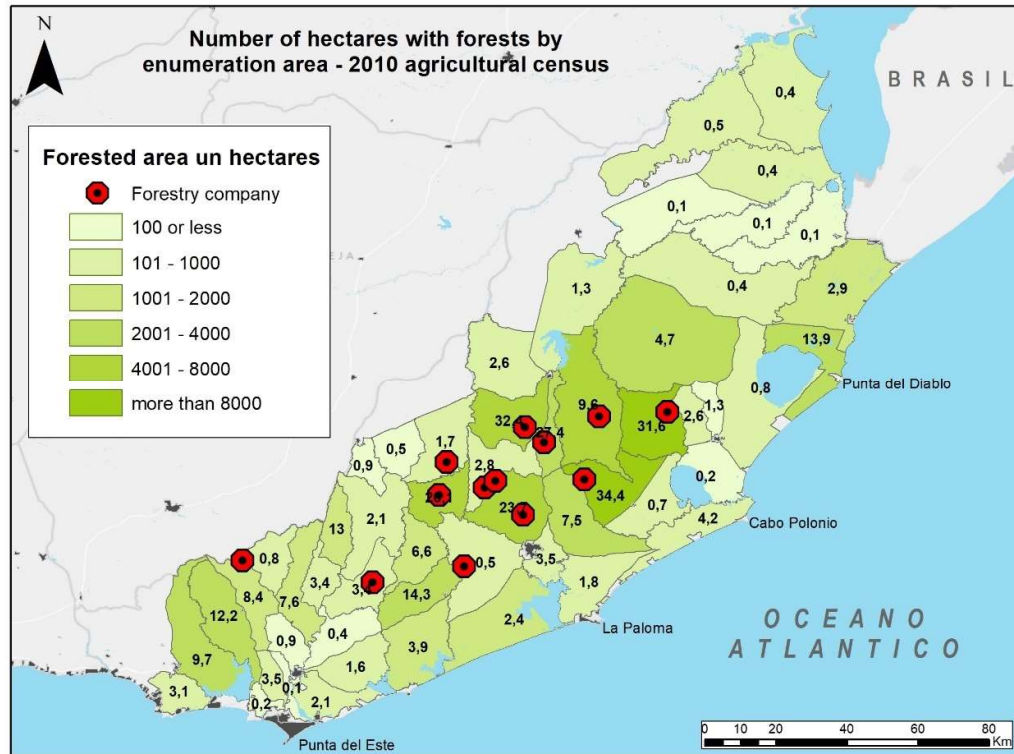 N
Number of hectares with forests by
enumeration area - 2010 agricultural census
BRASIL
Forested area un hectares
Forestry company
100 or less
101 - 1000
1001 - 2000
2001 - 4000
4001 - 8000
more than 8000
EJA
0,4
0,5
0,4
0,1
0,1
0,1
1,3
0,4
2,9
4,7
13,9
2,6
0,8
Punta del Diablo
9,6
1,3
31,6
2,6
0,5
1,7
0,9
2,8
0,2
34,4
0,7
7,5
4,2
Cabo Polonio
13
2,1
6,6
0,5
3,5
0,8
3,4
1,8
8,4
7,6
14,3
12,2
2,4
La Paloma
0,9
0,4
3,9
9,7
3,5
1,6
0,1
3,1
0,2
2,1
Punta del Este
OCEANO
ATLANTICO
0 5 10 20 40 60 80
Km